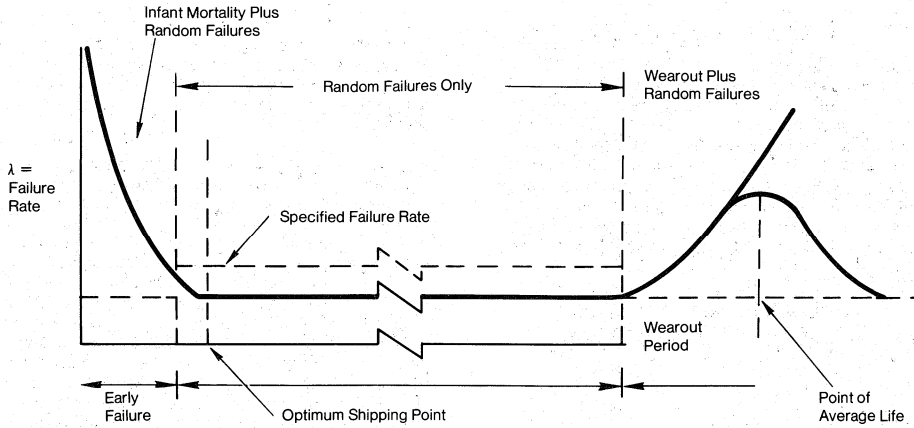 Infant Mortality Plus
Random Failures
Random Failures Only
Wearout Plus
Random Failures
λ =
Failure
Rate
Specified Failure Rate
Wearout
Period
Early
Failure
Optimum Shipping Point
Point of
Average Life